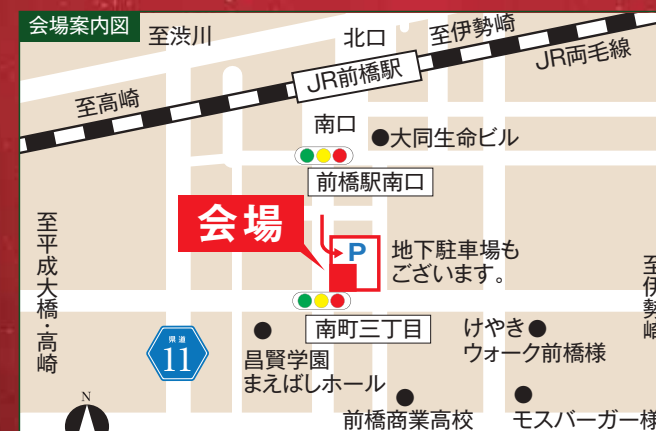 会場案内図
至渋川
北口
至伊勢崎
JR前橋駅
JR両毛線
至高崎
南口
●大同生命ビル
前橋駅南口
会場
P
地下駐車場も
ございます。
至平成大橋・高崎
至伊勢崎
南町三丁目
県道
11
昌賢学園
まえばしホール
けやき●
ウォーク前橋様
前橋商業高校
モスバーガー様
N